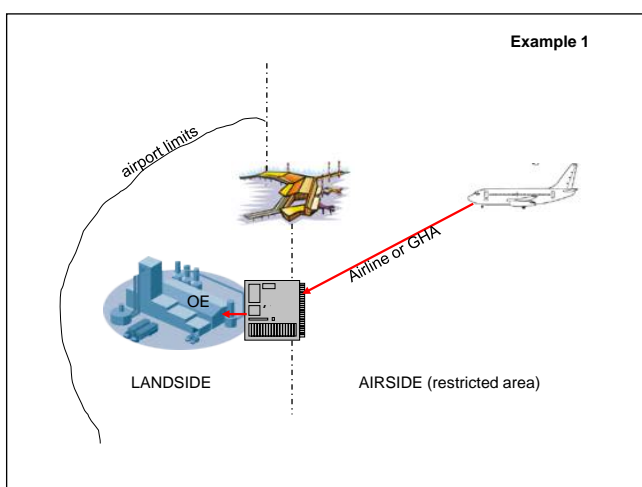 Example 1
airport limits
Airline or GHA
OE
LANDSIDE
AIRSIDE (restricted area)